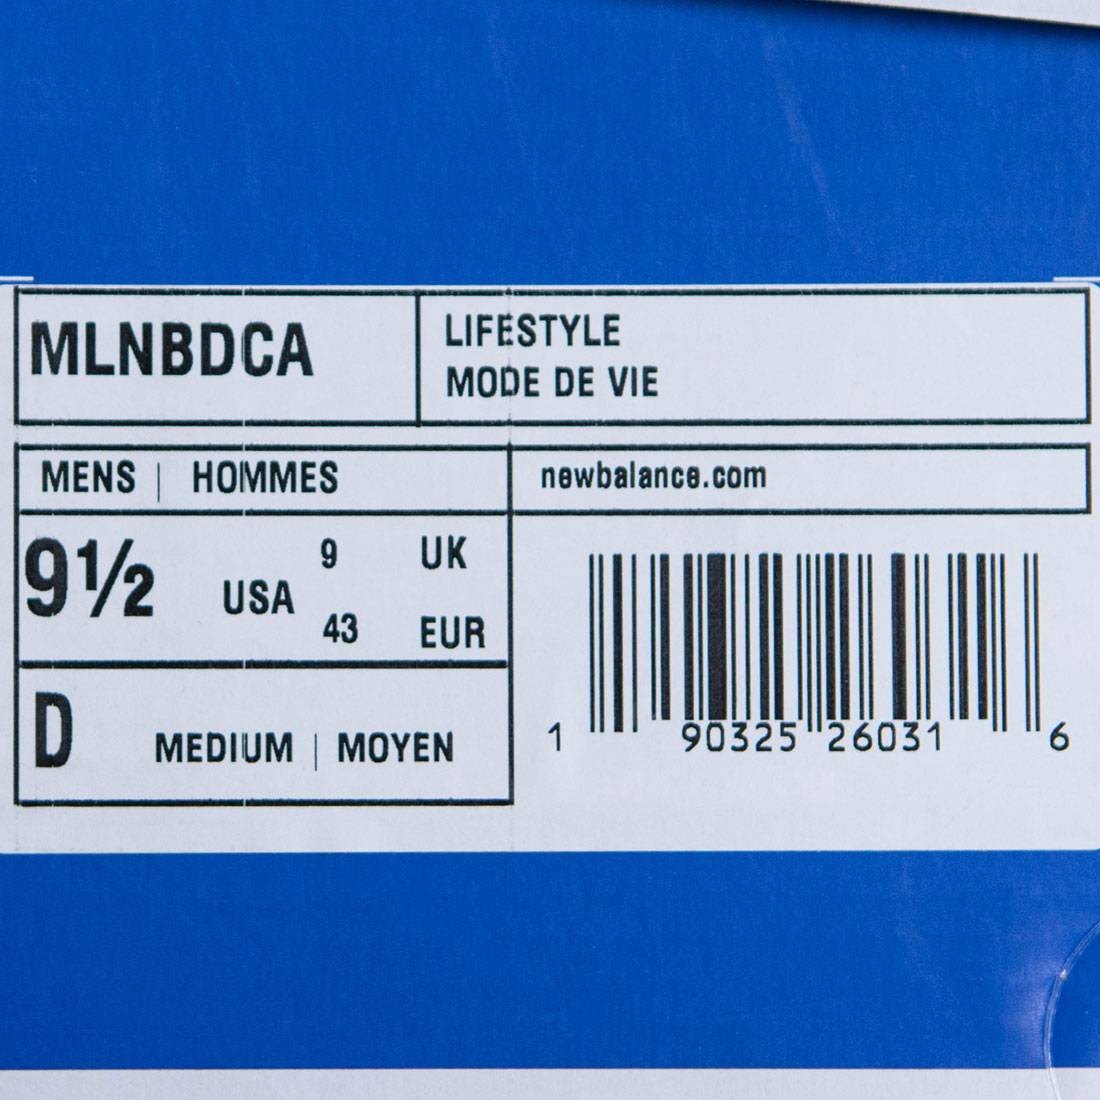 MLNBDCA
LIFESTYLE
MODE DE VIE
MENS | HOMMES
newbalance.com
9½ USA 9 UK
43 EUR
D MEDIUM | MOYEN
1 90325 26031 6